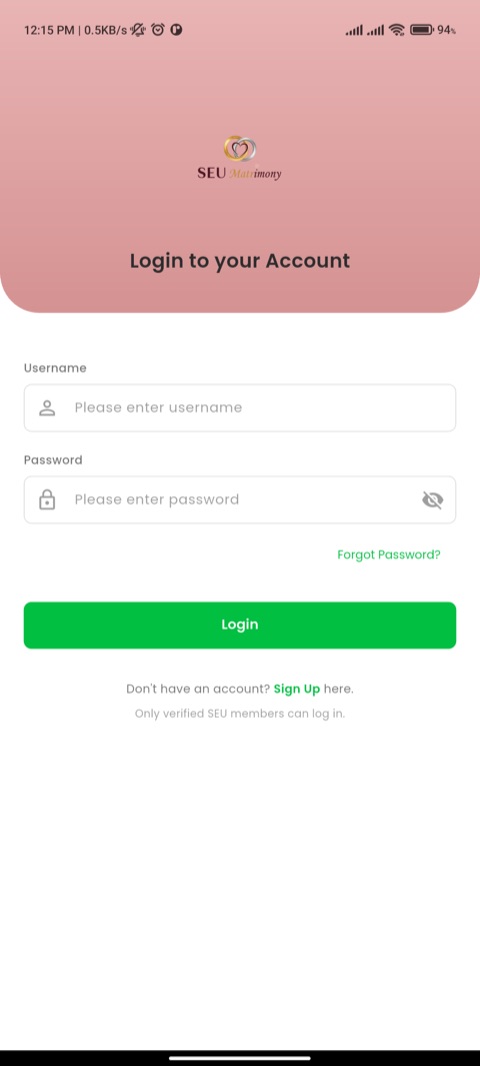 12:15 PM | 0.5KB/s 94%
SEU Matrimony
Login to your Account
Username
Please enter username
Password
Please enter password
Forgot Password?
Login
Don't have an account? Sign Up here.
Only verified SEU members can log in.